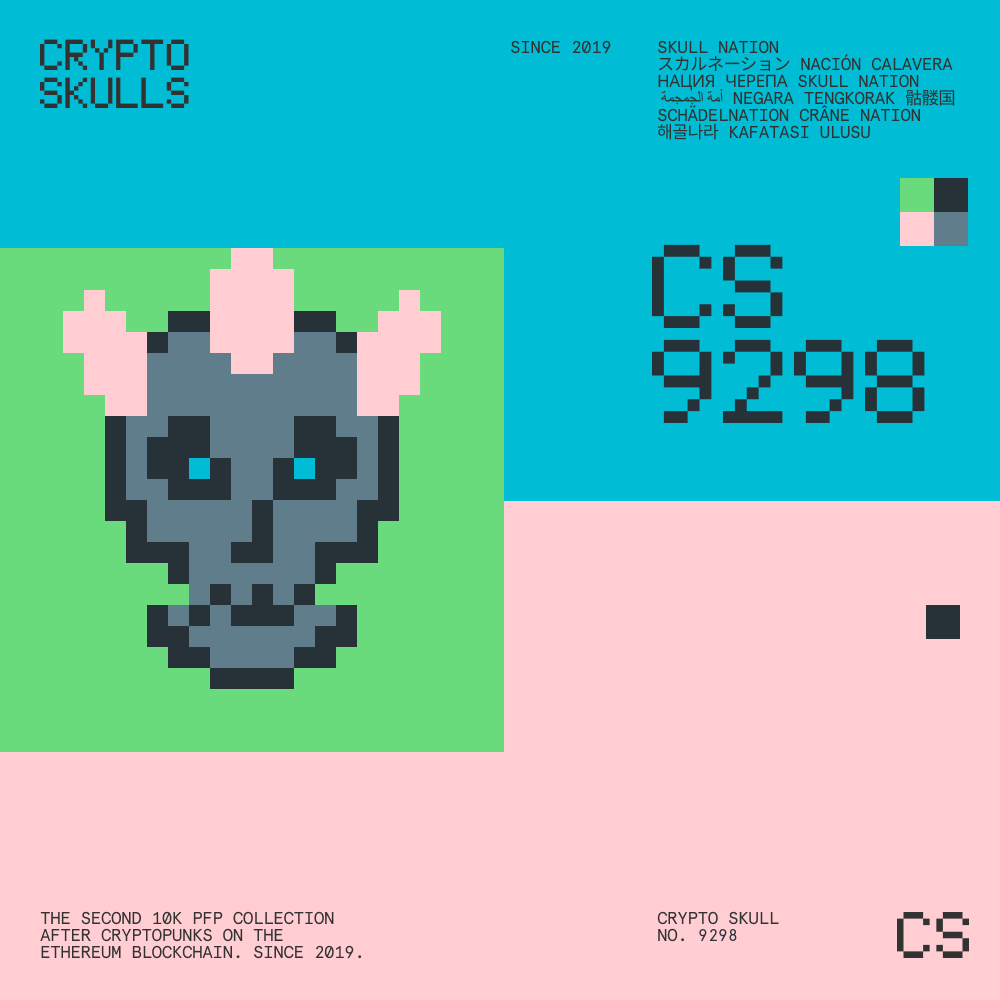 CRYPTO
SKULLS
SINCE 2019
SKULL NATION
スカルネーション NACIÓN CALAVERA
НАЦИЯ ЧЕРЕПА SKULL NATION
أمة الجمجمة NEGARA TENGKORAK 骷髅国
SCHÄDELNATION CRÂNE NATION
해골나라 KAFATASI ULUSU
CS
9298
THE SECOND 10K PFP COLLECTION
AFTER CRYPTOPUNKS ON THE
ETHEREUM BLOCKCHAIN. SINCE 2019.
CRYPTO SKULL
NO. 9298
CS